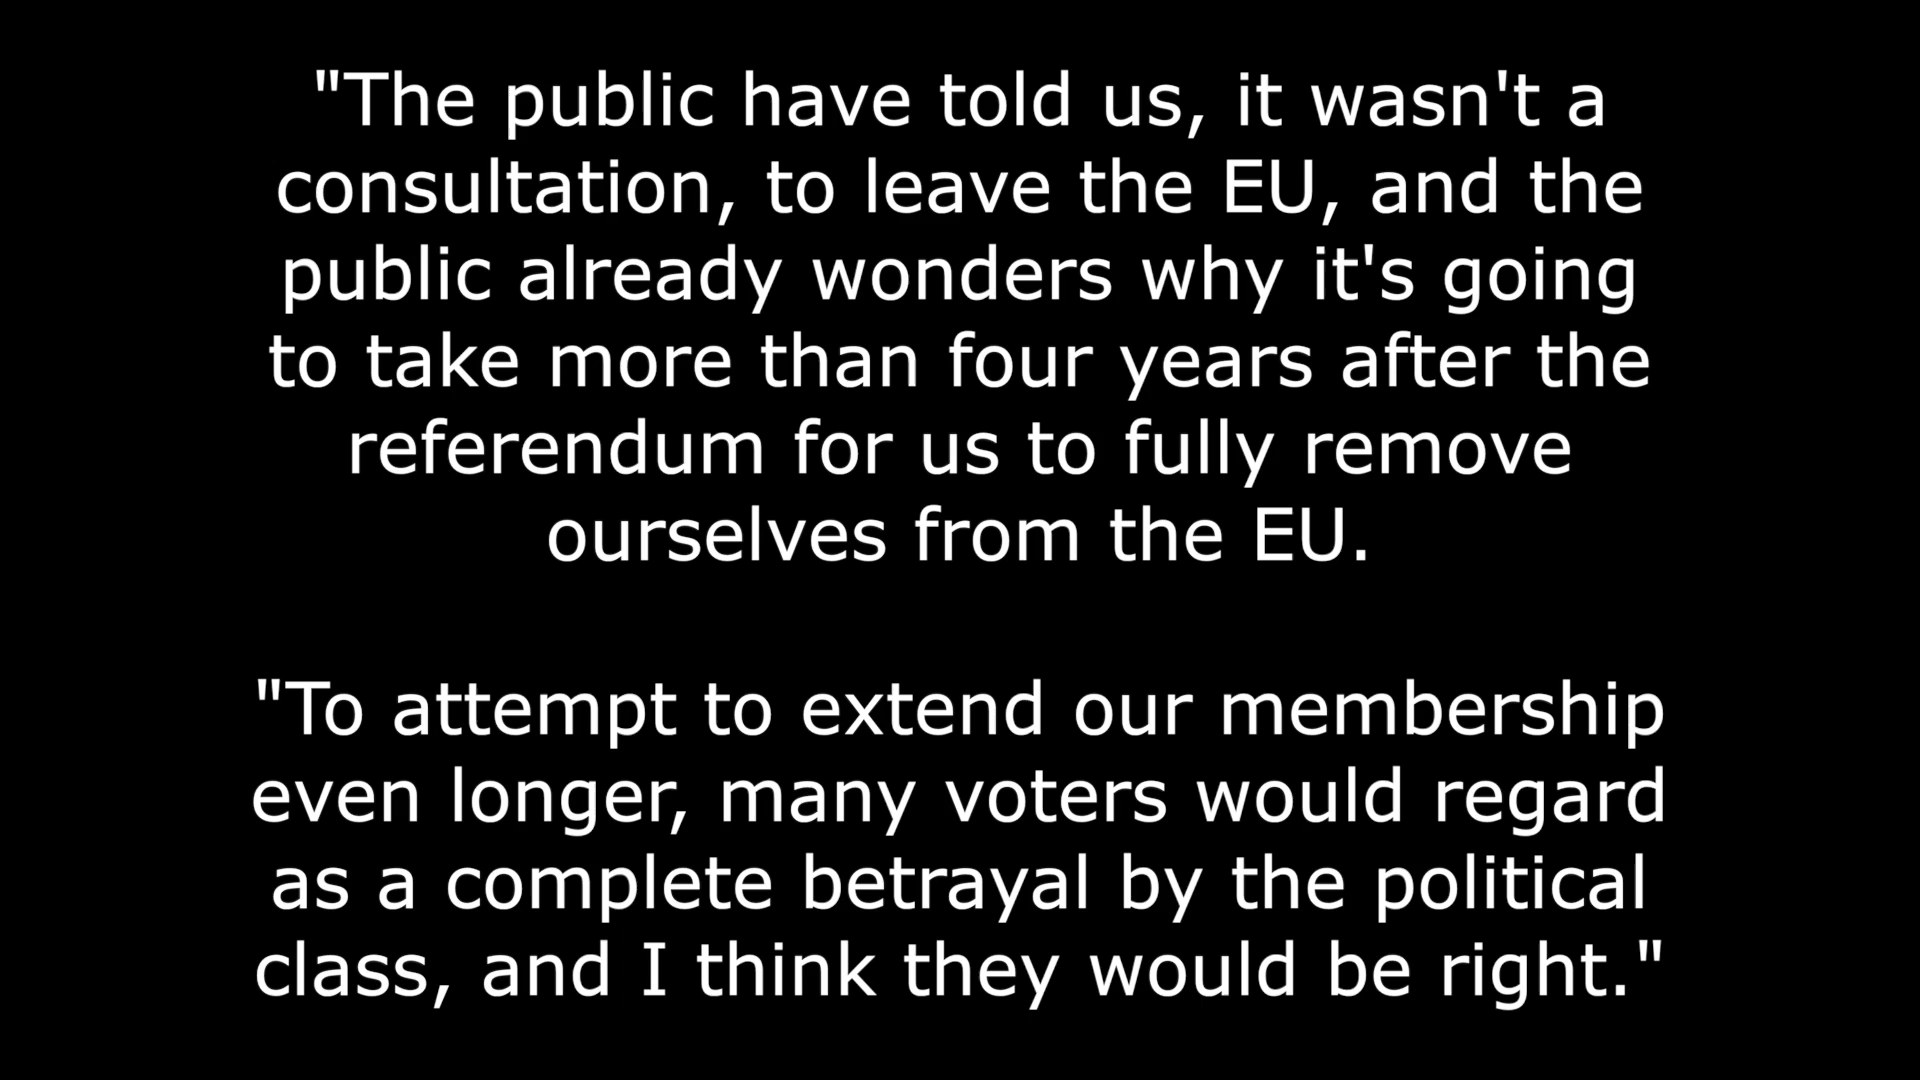 "The public have told us, it wasn't a
consultation, to leave the EU, and the
public already wonders why it's going
to take more than four years after the
referendum for us to fully remove
ourselves from the EU.
"To attempt to extend our membership
even longer, many voters would regard
as a complete betrayal by the political
class, and I think they would be right."